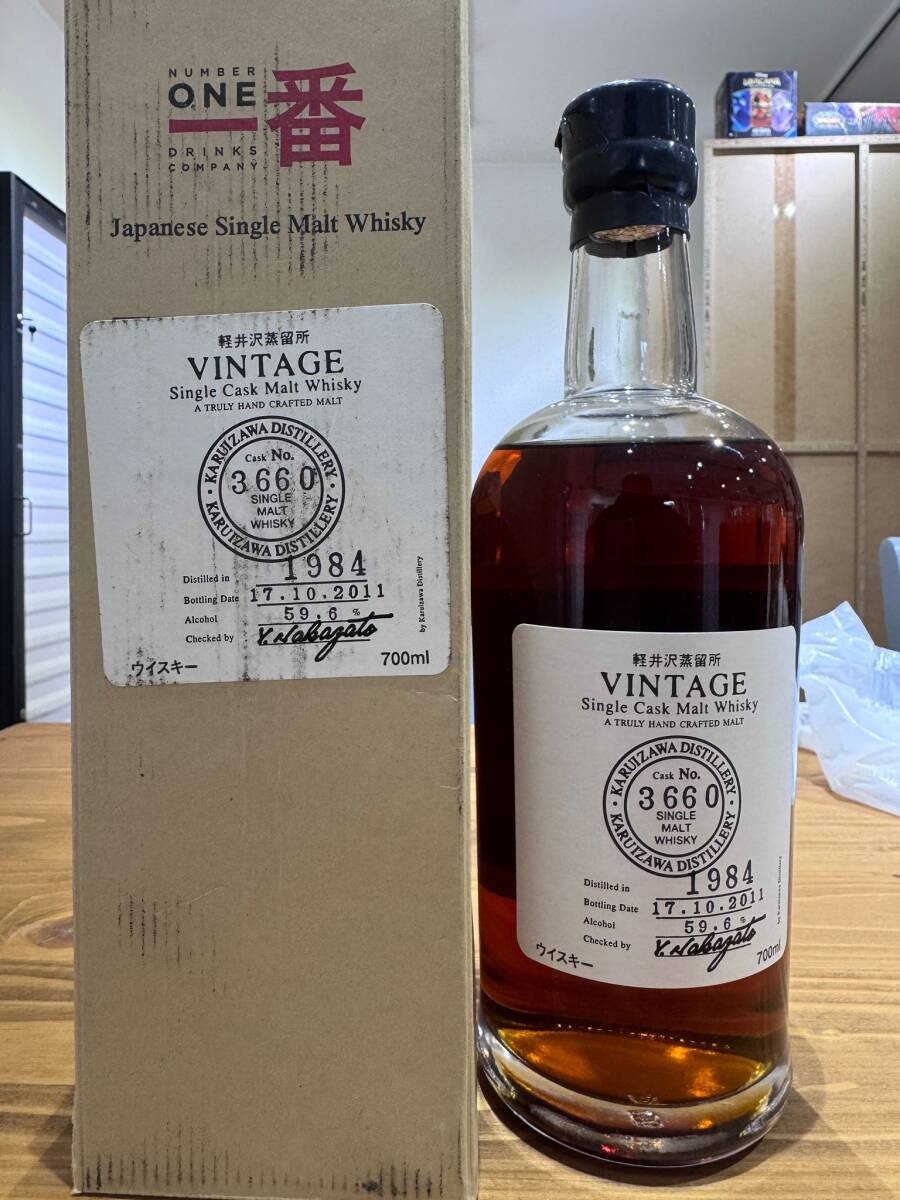 NUMBER
ONE
DRINKS
COMPANY
一番
Japanese Single Malt Whisky
軽井沢蒸留所
VINTAGE
Single Cask Malt Whisky
A TRULY HAND CRAFTED MALT
KARUIZAWA DISTILLERY
Cask No.
3660
SINGLE
MALT
WHISKY
KARUIZAWA DISTILLERY
Distilled in 1984
Bottling Date 17.10.2011
Alcohol 59.6 %
Checked by Y. Nakazato
by Karuizawa Distillery
ウイスキー 700ml
軽井沢蒸留所
VINTAGE
Single Cask Malt Whisky
A TRULY HAND CRAFTED MALT
KARUIZAWA DISTILLERY
Cask No.
3660
SINGLE
MALT
WHISKY
KARUIZAWA DISTILLERY
Distilled in 1984
Bottling Date 17.10.2011
Alcohol 59.6 %
Checked by Y. Nakazato
by Karuizawa Distillery
ウイスキー 700ml